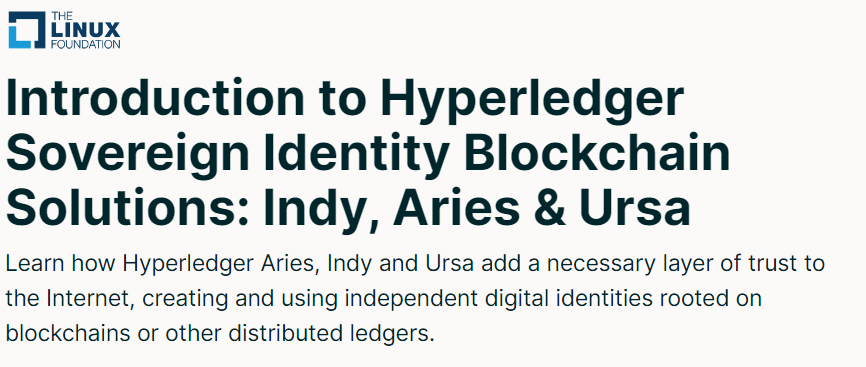 THE
LINUX
FOUNDATION
Introduction to Hyperledger
Sovereign Identity Blockchain
Solutions: Indy, Aries & Ursa
Learn how Hyperledger Aries, Indy and Ursa add a necessary layer of trust to
the Internet, creating and using independent digital identities rooted on
blockchains or other distributed ledgers.